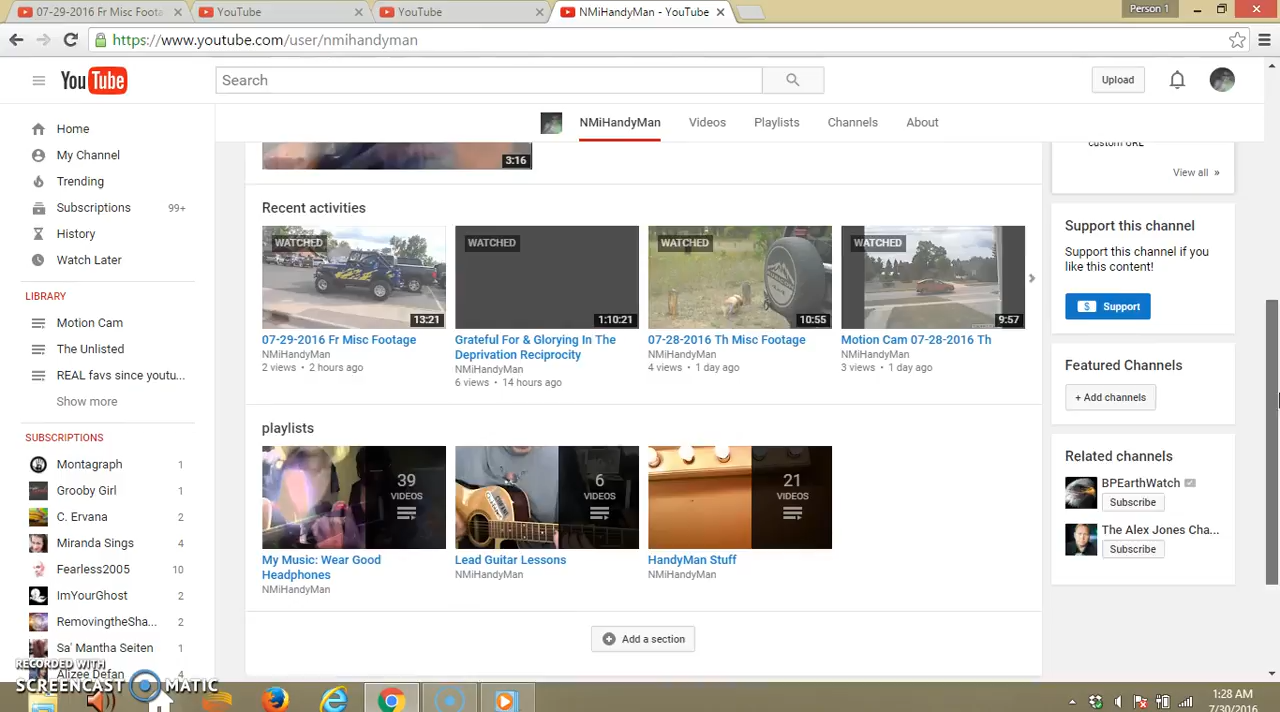 07-29-2016 Fr Misc Foota
YouTube
YouTube
NMiHandyMan - YouTube
Person 1
https://www.youtube.com/user/nmihandyman
YouTube
Search
Upload
NMiHandyMan
Videos
Playlists
Channels
About
Home
My Channel
Trending
Subscriptions 99+
History
Watch Later
LIBRARY
Motion Cam
The Unlisted
REAL favs since youtu...
Show more
SUBSCRIPTIONS
Montagraph 1
Grooby Girl 1
C. Ervana 2
Miranda Sings 4
Fearless2005 10
ImYourGhost 2
RemovingtheSha... 2
Sa' Mantha Seiten 1
Alizee Defan 4
3:16
Recent activities
WATCHED
13:21
07-29-2016 Fr Misc Footage
NMiHandyMan
2 views • 2 hours ago
WATCHED
1:10:21
Grateful For & Glorying In The
Deprivation Reciprocity
NMiHandyMan
6 views • 14 hours ago
WATCHED
10:55
07-28-2016 Th Misc Footage
NMiHandyMan
4 views • 1 day ago
WATCHED
9:57
Motion Cam 07-28-2016 Th
NMiHandyMan
3 views • 1 day ago
playlists
39
VIDEOS
My Music: Wear Good
Headphones
NMiHandyMan
6
VIDEOS
Lead Guitar Lessons
NMiHandyMan
21
VIDEOS
HandyMan Stuff
NMiHandyMan
Add a section
custom URL
View all »
Support this channel
Support this channel if you
like this content!
$ Support
Featured Channels
+ Add channels
Related channels
BPEarthWatch
Subscribe
The Alex Jones Cha...
Subscribe
RECORDED WITH
SCREENCAST MATIC
1:28 AM
7/30/2016